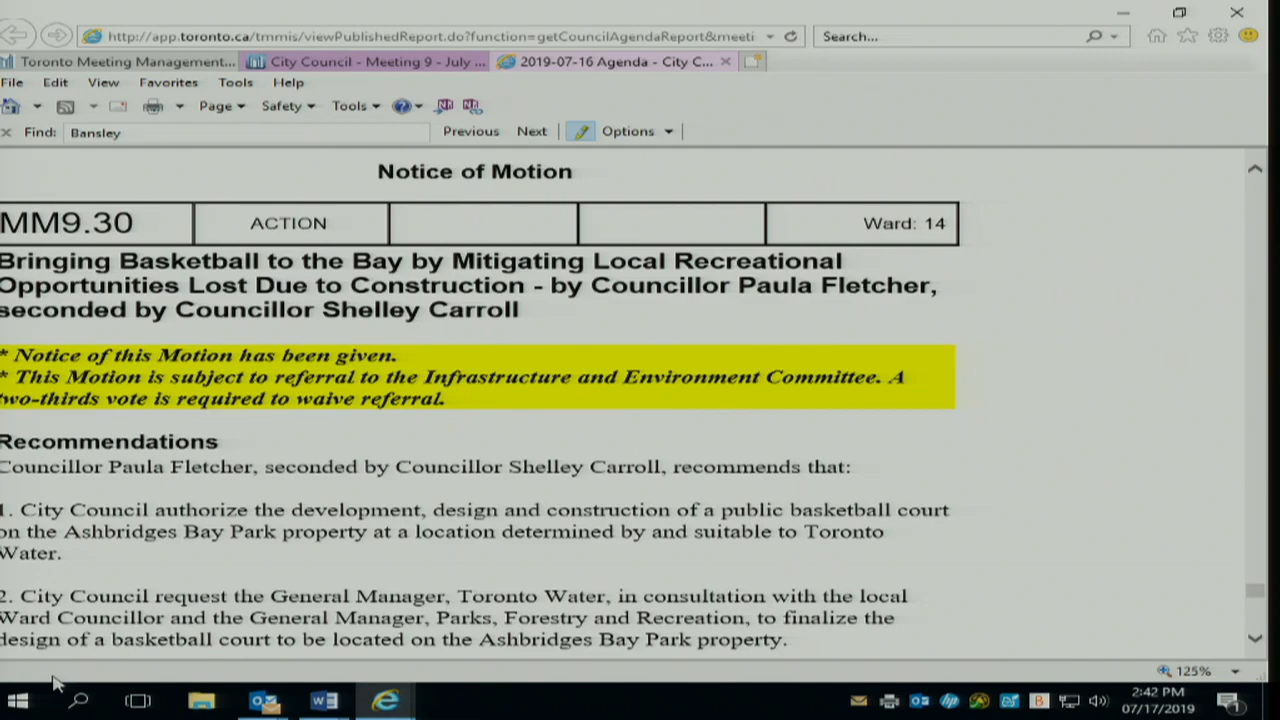 http://app.toronto.ca/tmmis/viewPublishedReport.do?function=getCouncilAgendaReport&meeti
Search...
Toronto Meeting Management...
City Council - Meeting 9 - July ...
2019-07-16 Agenda - City C...
File Edit View Favorites Tools Help
Page Safety Tools
Find: Bansley Previous Next Options
Notice of Motion
MM9.30 ACTION Ward: 14
Bringing Basketball to the Bay by Mitigating Local Recreational
Opportunities Lost Due to Construction - by Councillor Paula Fletcher,
seconded by Councillor Shelley Carroll
* Notice of this Motion has been given.
* This Motion is subject to referral to the Infrastructure and Environment Committee. A
two-thirds vote is required to waive referral.
Recommendations
Councillor Paula Fletcher, seconded by Councillor Shelley Carroll, recommends that:
1. City Council authorize the development, design and construction of a public basketball court
on the Ashbridges Bay Park property at a location determined by and suitable to Toronto
Water.
2. City Council request the General Manager, Toronto Water, in consultation with the local
Ward Councillor and the General Manager, Parks, Forestry and Recreation, to finalize the
design of a basketball court to be located on the Ashbridges Bay Park property.
125%
2:42 PM
07/17/2019